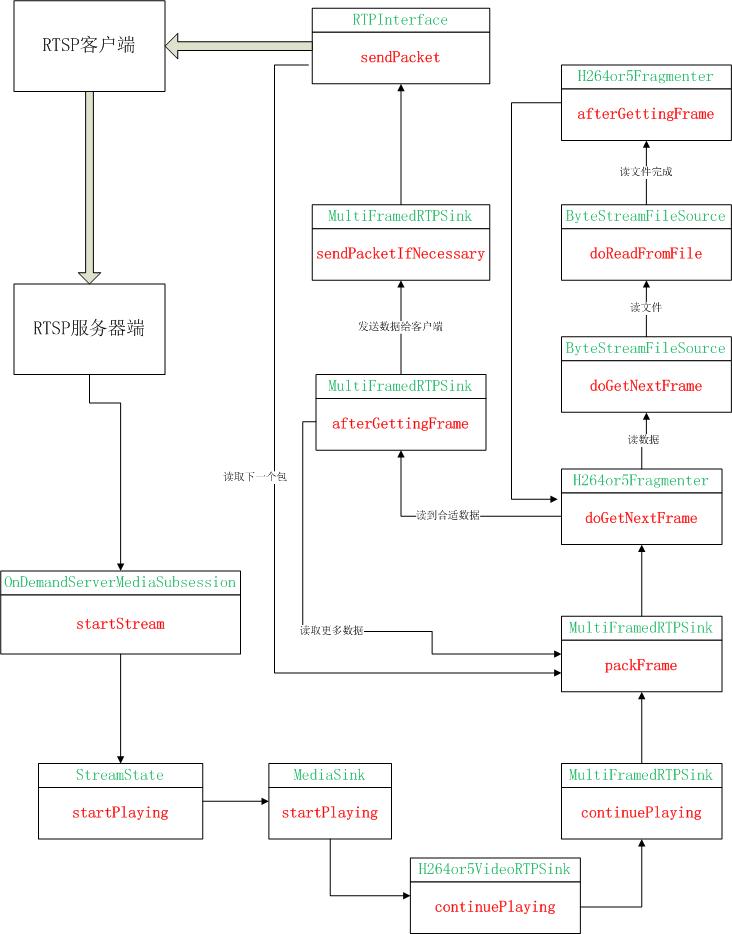 RTSP客户端
RTPInterface
sendPacket
H264or5Fragmenter
afterGettingFrame
读文件完成
MultiFramedRTPSink
sendPacketIfNecessary
ByteStreamFileSource
doReadFromFile
RTSP服务器端
读文件
发送数据给客户端
ByteStreamFileSource
doGetNextFrame
MultiFramedRTPSink
afterGettingFrame
读数据
读取下一个包
H264or5Fragmenter
doGetNextFrame
读到合适数据
OnDemandServerMediaSubsession
startStream
读取更多数据
MultiFramedRTPSink
packFrame
StreamState
startPlaying
MediaSink
startPlaying
MultiFramedRTPSink
continuePlaying
H264or5VideoRTPSink
continuePlaying